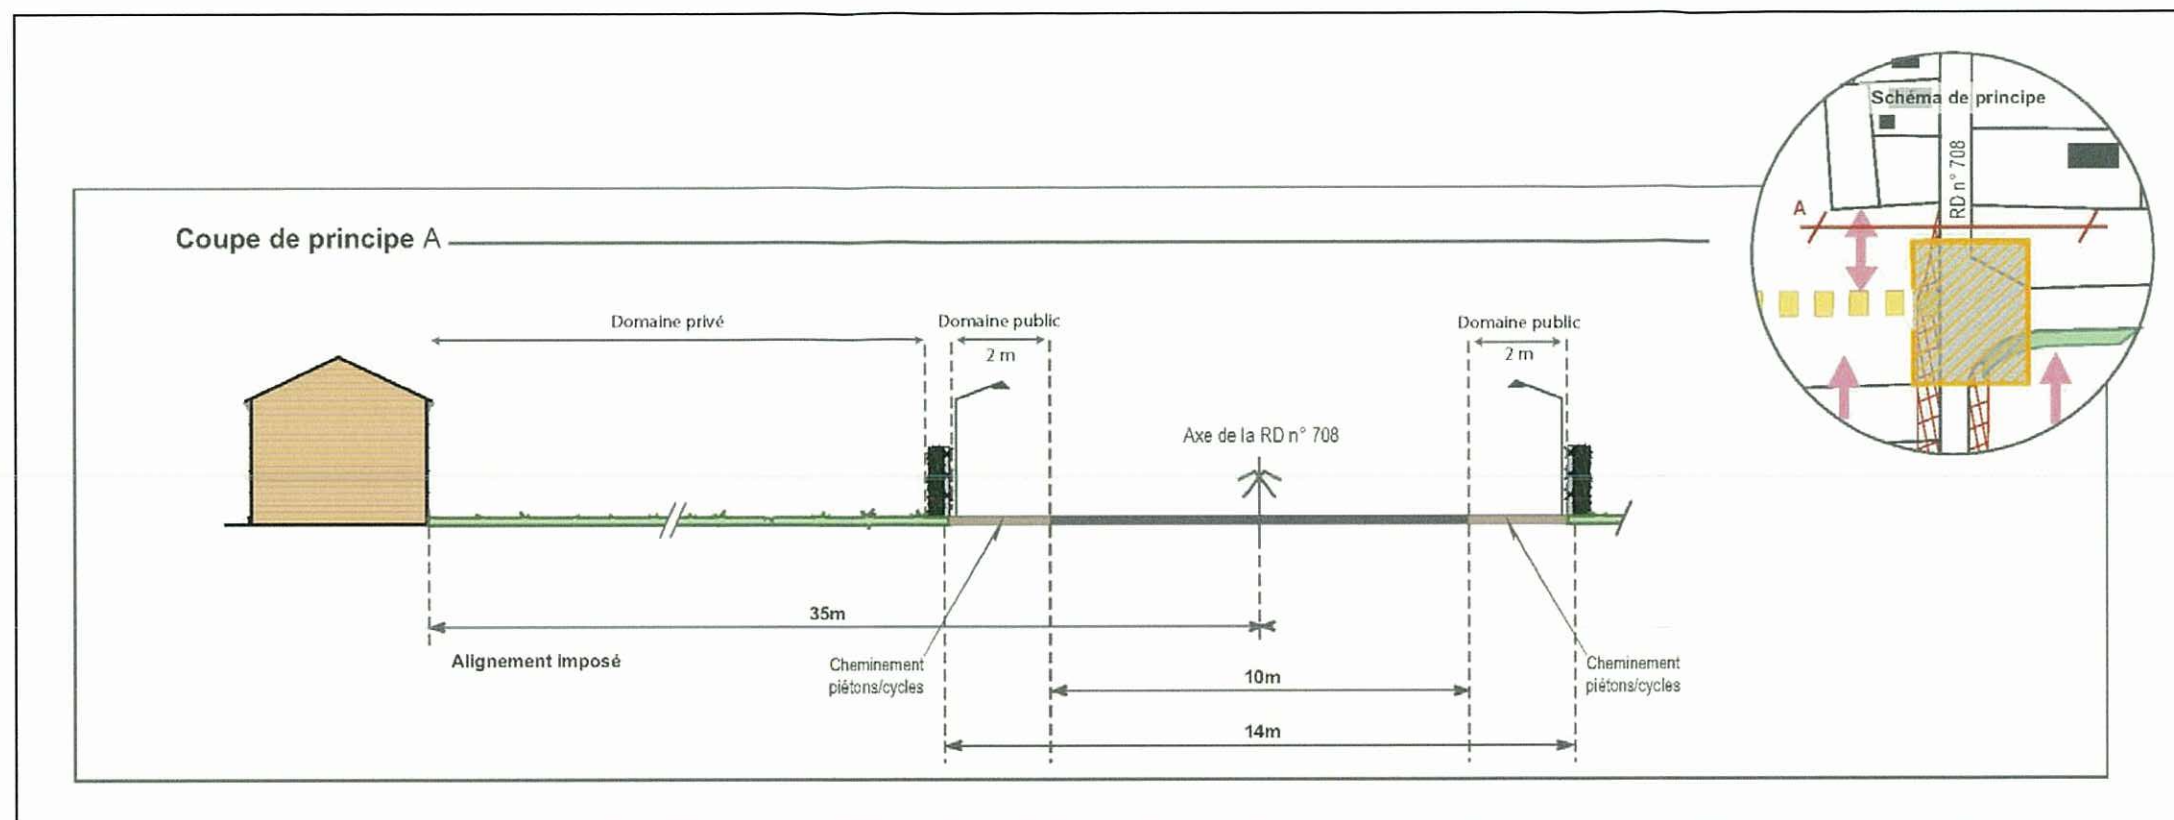 Schéma de principe
RD n° 708
A
Coupe de principe A
Domaine privé
Domaine public
2 m
Domaine public
2 m
Axe de la RD n° 708
35m
Alignement imposé
Cheminement
piétons/cycles
10m
Cheminement
piétons/cycles
14m